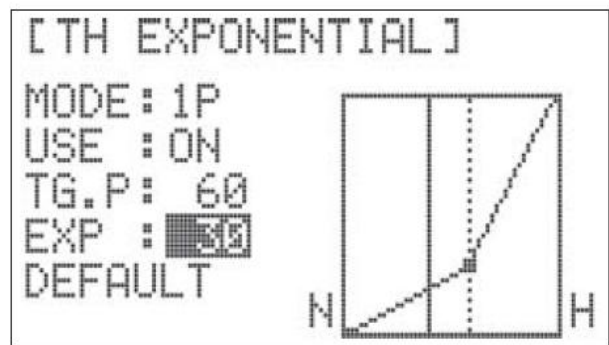 [TH EXPONENTIAL]
MODE:1P
USE :ON
TG.P: 60
EXP : 30
DEFAULT
N H